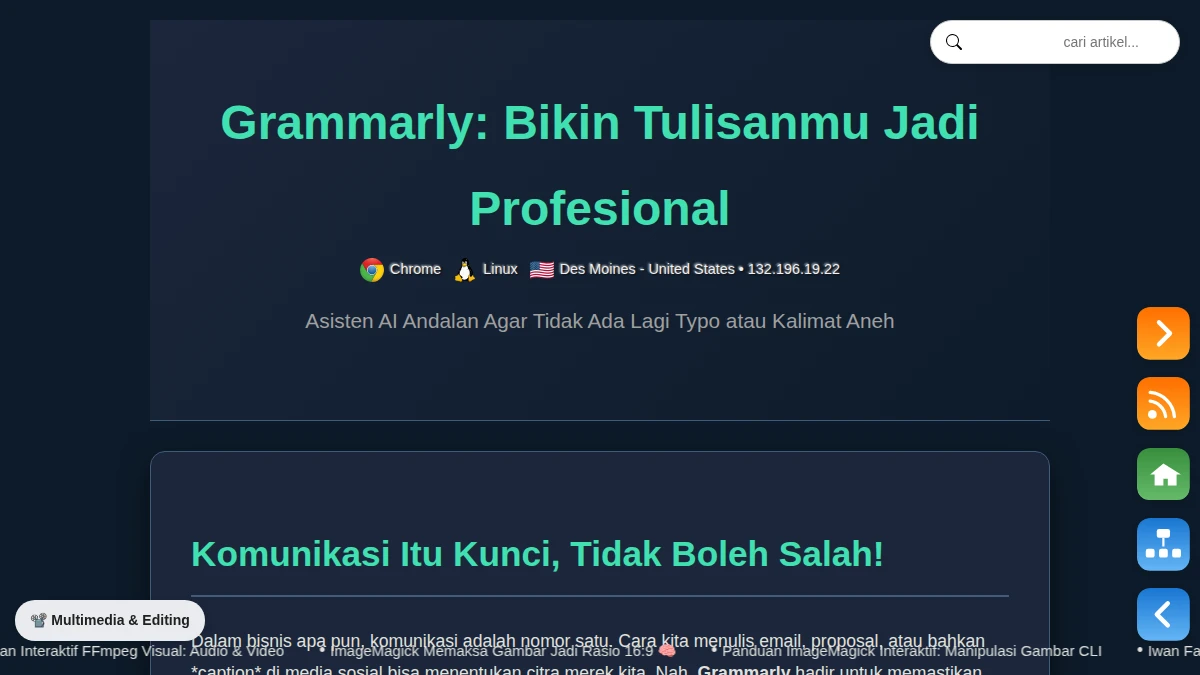 cari artikel...
Grammarly: Bikin Tulisanmu Jadi
Profesional
Chrome Linux Des Moines - United States • 132.196.19.22
Asisten AI Andalan Agar Tidak Ada Lagi Typo atau Kalimat Aneh
Komunikasi Itu Kunci, Tidak Boleh Salah!
Multimedia & Editing
Dalam bisnis apa pun, komunikasi adalah nomor satu. Cara kita menulis email, proposal, atau bahkan
an Interaktif FFmpeg Visual: Audio & Video • ImageMagick Memaksa Gambar Jadi Rasio 16:9 🧠 • Panduan ImageMagick Interaktif: Manipulasi Gambar CLI • Iwan Fa
*caption* di media sosial bisa menentukan citra merek kita. Nah, Grammarly hadir untuk memastikan